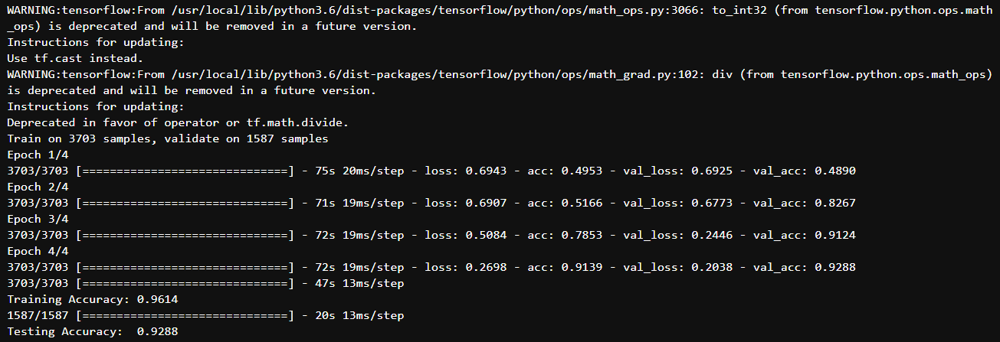 WARNING:tensorflow:From /usr/local/lib/python3.6/dist-packages/tensorflow/python/ops/math_ops.py:3066: to_int32 (from tensorflow.python.ops.math
_ops) is deprecated and will be removed in a future version.
Instructions for updating:
Use tf.cast instead.
WARNING:tensorflow:From /usr/local/lib/python3.6/dist-packages/tensorflow/python/ops/math_grad.py:102: div (from tensorflow.python.ops.math_ops)
is deprecated and will be removed in a future version.
Instructions for updating:
Deprecated in favor of operator or tf.math.divide.
Train on 3703 samples, validate on 1587 samples
Epoch 1/4
3703/3703 [==============================] - 75s 20ms/step - loss: 0.6943 - acc: 0.4953 - val_loss: 0.6925 - val_acc: 0.4890
Epoch 2/4
3703/3703 [==============================] - 71s 19ms/step - loss: 0.6907 - acc: 0.5166 - val_loss: 0.6773 - val_acc: 0.8267
Epoch 3/4
3703/3703 [==============================] - 72s 19ms/step - loss: 0.5084 - acc: 0.7853 - val_loss: 0.2446 - val_acc: 0.9124
Epoch 4/4
3703/3703 [==============================] - 72s 19ms/step - loss: 0.2698 - acc: 0.9139 - val_loss: 0.2038 - val_acc: 0.9288
3703/3703 [==============================] - 47s 13ms/step
Training Accuracy: 0.9614
1587/1587 [==============================] - 20s 13ms/step
Testing Accuracy:  0.9288